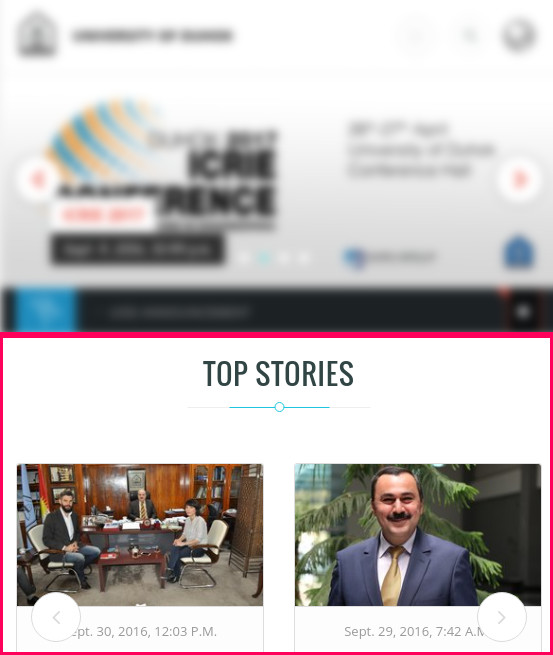 UNIVERSITY OF DUHOK
DUHOK 2017
ICRIE
CONFERENCE
26th-27th April
University of Duhok
Conference Hall
ICRIE 2017
TOP STORIES
ept. 30, 2016, 12:03 P.M.
Sept. 29, 2016, 7:42 A.M